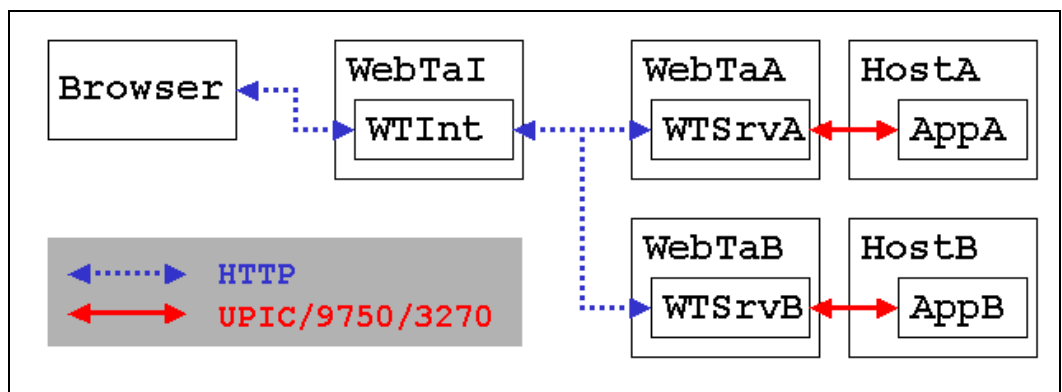 Browser
WebTaI
WTInt
WebTaA
WTSrvA
HostA
AppA
WebTaB
WTSrvB
HostB
AppB
HTTP
UPIC/9750/3270